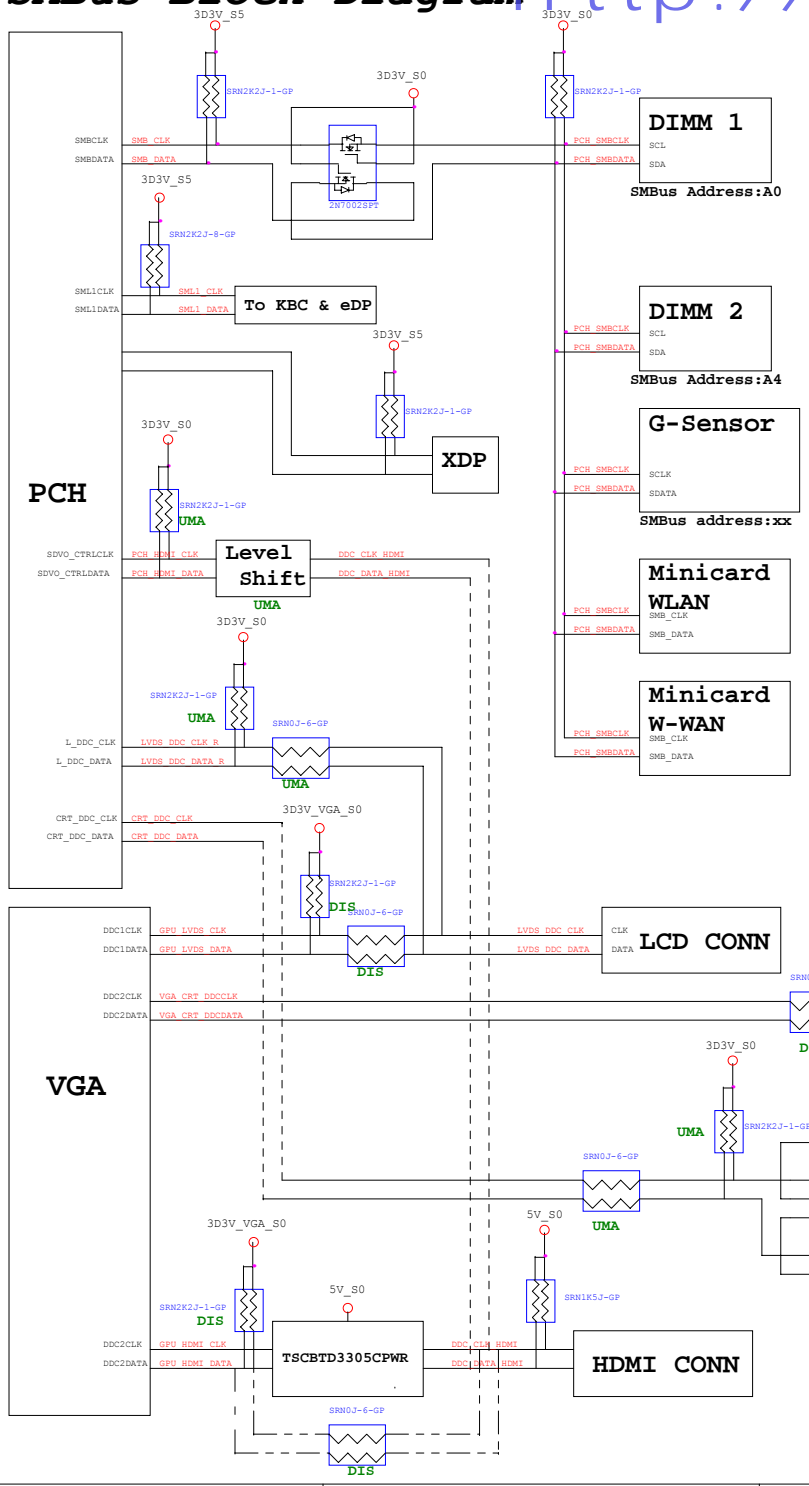 SMBus Block Diagram
http://
3D3V_S5
3D3V_S0
SRN2K2J-1-GP
3D3V_S0
SRN2K2J-1-GP
DIMM 1
SMBCLK
SMB_CLK
PCH_SMBCLK
SCL
SMBDATA
SMB_DATA
PCH_SMBDATA
SDA
2N7002SPT
SMBus Address:A0
3D3V_S5
SRN2K2J-8-GP
SML1CLK
SML1_CLK
SML1DATA
SML1_DATA
To KBC & eDP
DIMM 2
PCH_SMBCLK
SCL
PCH_SMBDATA
SDA
SMBus Address:A4
3D3V_S5
SRN2K2J-1-GP
XDP
G-Sensor
PCH_SMBCLK
SCLK
PCH_SMBDATA
SDATA
SMBus address:xx
PCH
3D3V_S0
SRN2K2J-1-GP
UMA
SDVO_CTRLCLK
PCH_HDMI_CLK
SDVO_CTRLDATA
PCH_HDMI_DATA
Level
Shift
UMA
DDC_CLK_HDMI
DDC_DATA_HDMI
Minicard
WLAN
PCH_SMBCLK
SMB_CLK
PCH_SMBDATA
SMB_DATA
3D3V_S0
SRN2K2J-1-GP
UMA
SRN0J-6-GP
UMA
L_DDC_CLK
LVDS_DDC_CLK_R
L_DDC_DATA
LVDS_DDC_DATA_R
Minicard
W-WAN
PCH_SMBCLK
SMB_CLK
PCH_SMBDATA
SMB_DATA
CRT_DDC_CLK
CRT_DDC_CLK
CRT_DDC_DATA
CRT_DDC_DATA
3D3V_VGA_S0
SRN2K2J-1-GP
DIS
SRN0J-6-GP
DIS
VGA
DDC1CLK
GPU_LVDS_CLK
DDC1DATA
GPU_LVDS_DATA
LVDS_DDC_CLK
CLK
LVDS_DDC_DATA
DATA
LCD CONN
DDC2CLK
VGA_CRT_DDCCLK
DDC2DATA
VGA_CRT_DDCDATA
SRN0
D
3D3V_S0
UMA
SRN2K2J-1-GP
SRN0J-6-GP
UMA
3D3V_VGA_S0
SRN2K2J-1-GP
DIS
5V_S0
5V_S0
SRN1K5J-GP
DDC2CLK
GPU_HDMI_CLK
DDC2DATA
GPU_HDMI_DATA
TSCBTD3305CPWR
DDC_CLK_HDMI
DDC_DATA_HDMI
HDMI CONN
SRN0J-6-GP
DIS